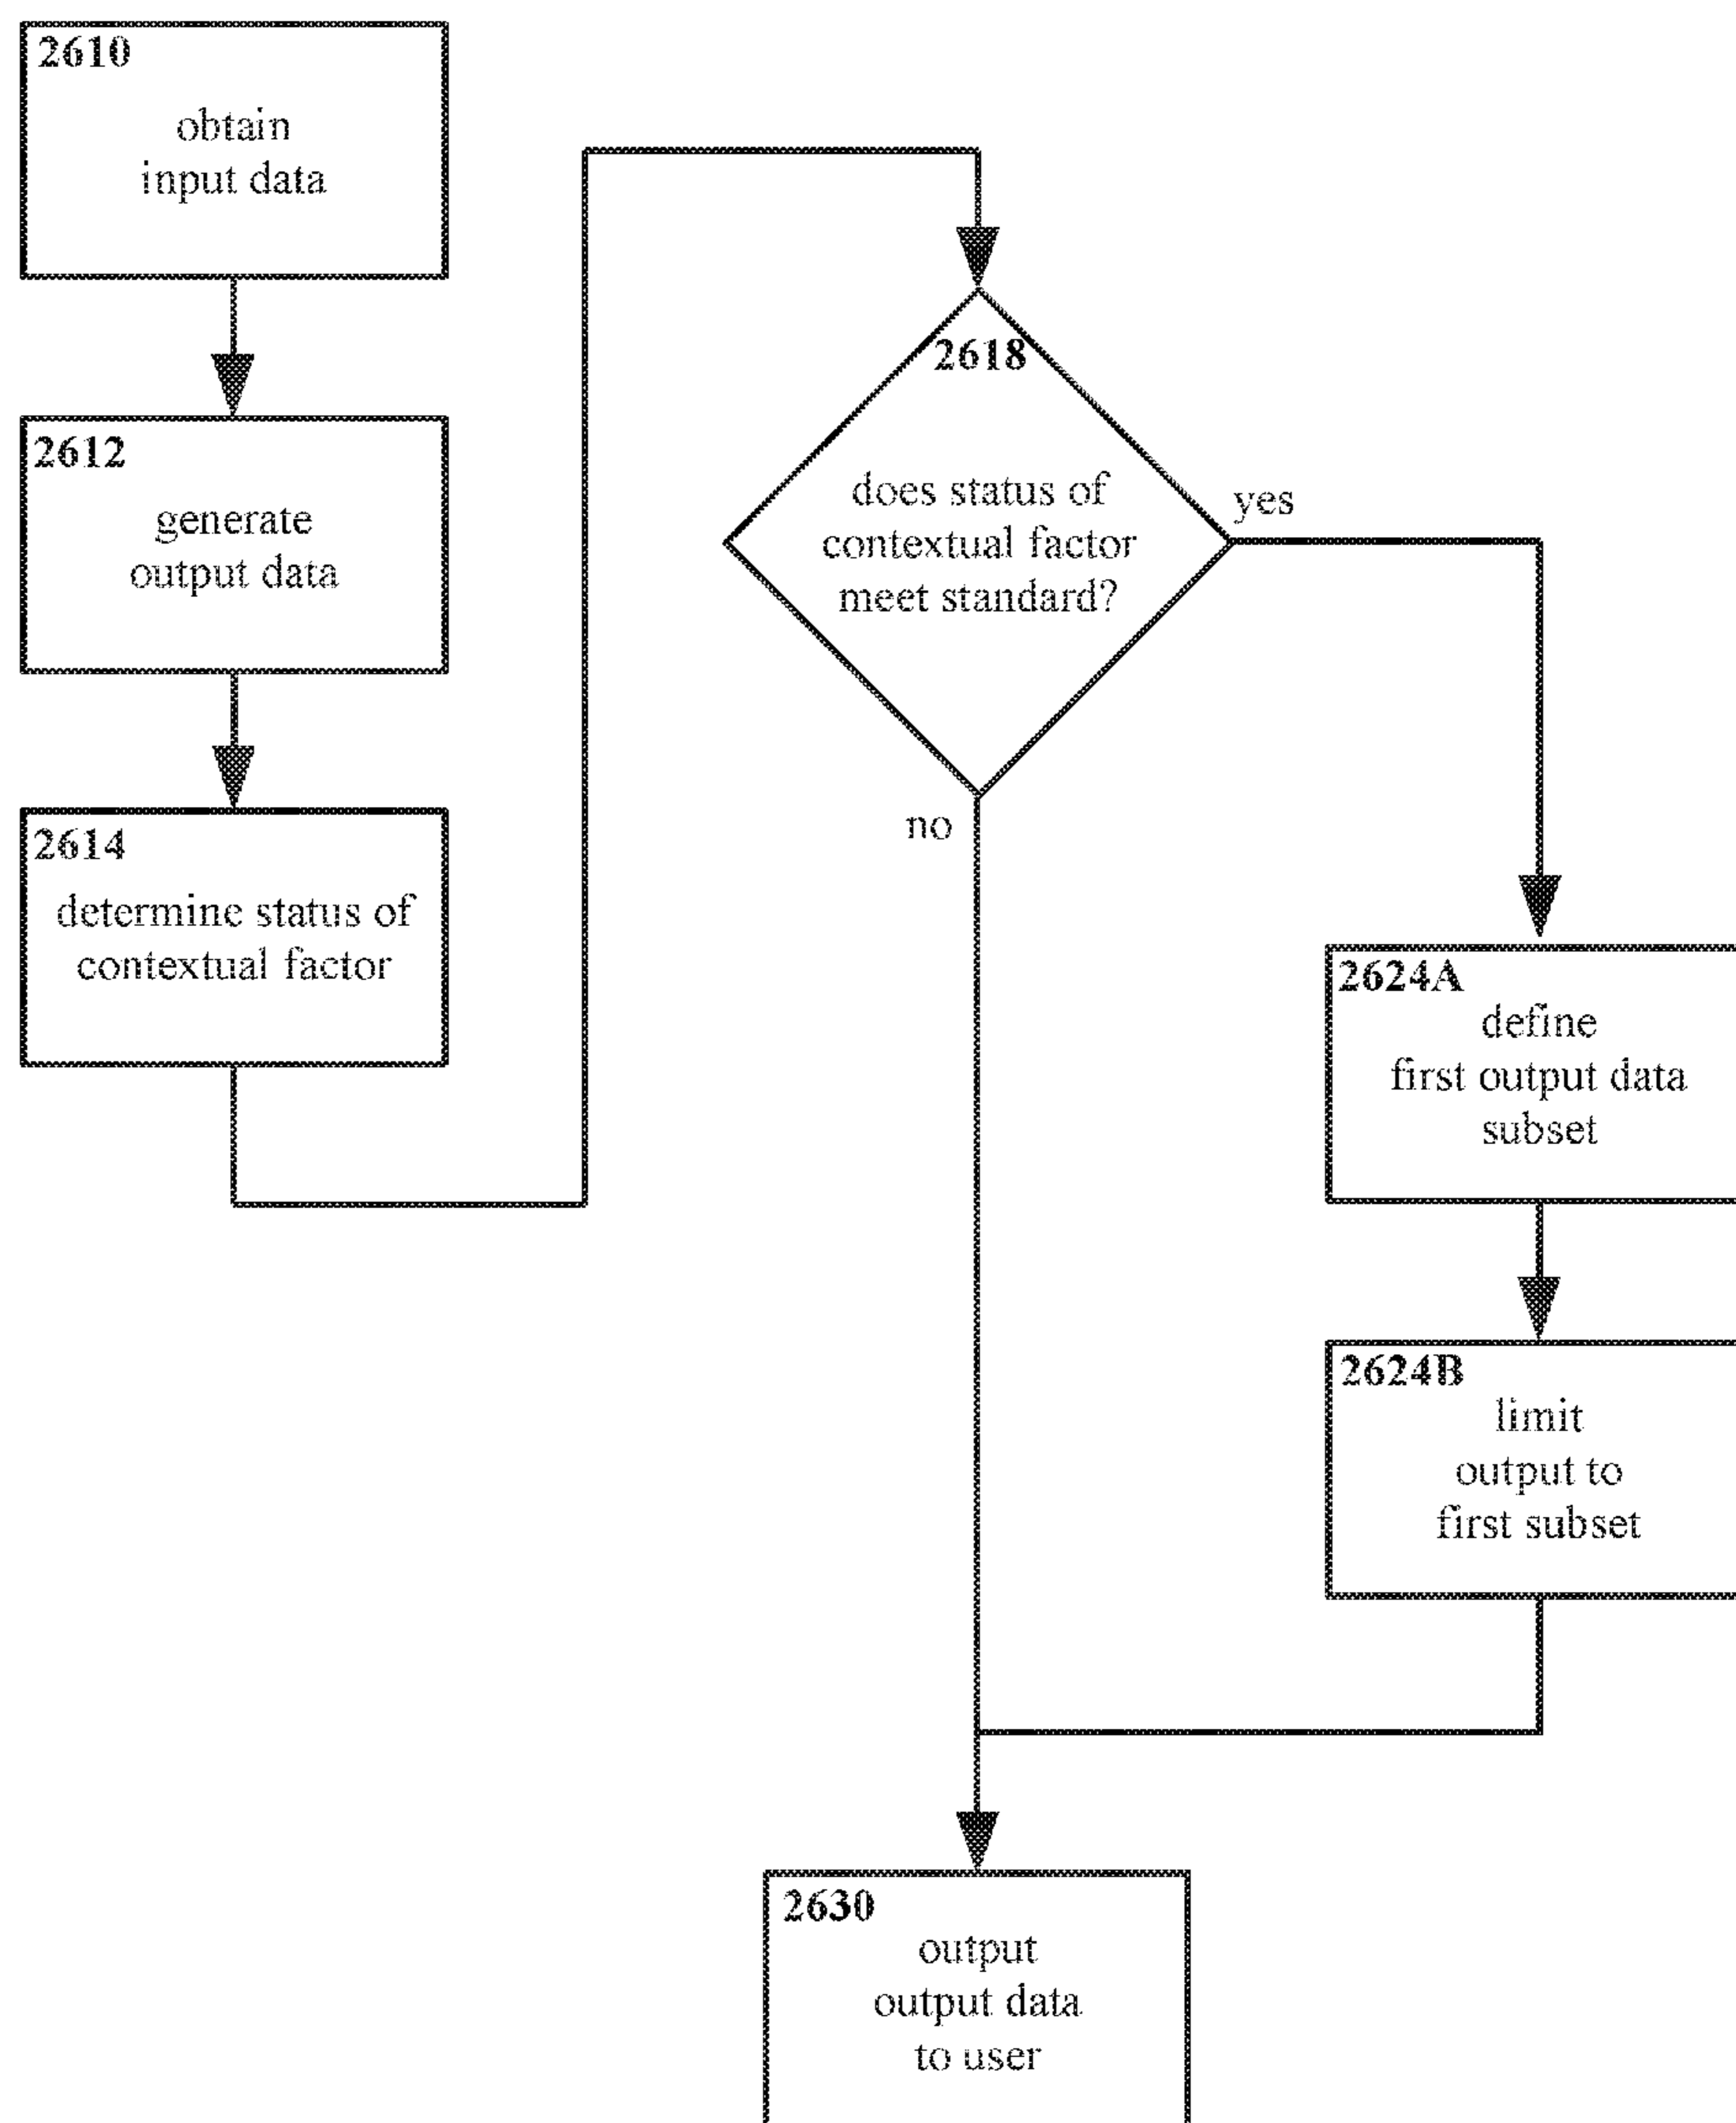 2610
obtain
input data
2612
generate
output data
2614
determine status of
contextual factor
2618
does status of
contextual factor
meet standard?
yes
no
2624A
define
first output data
subset
2624B
limit
output to
first subset
2630
output
output data
to user